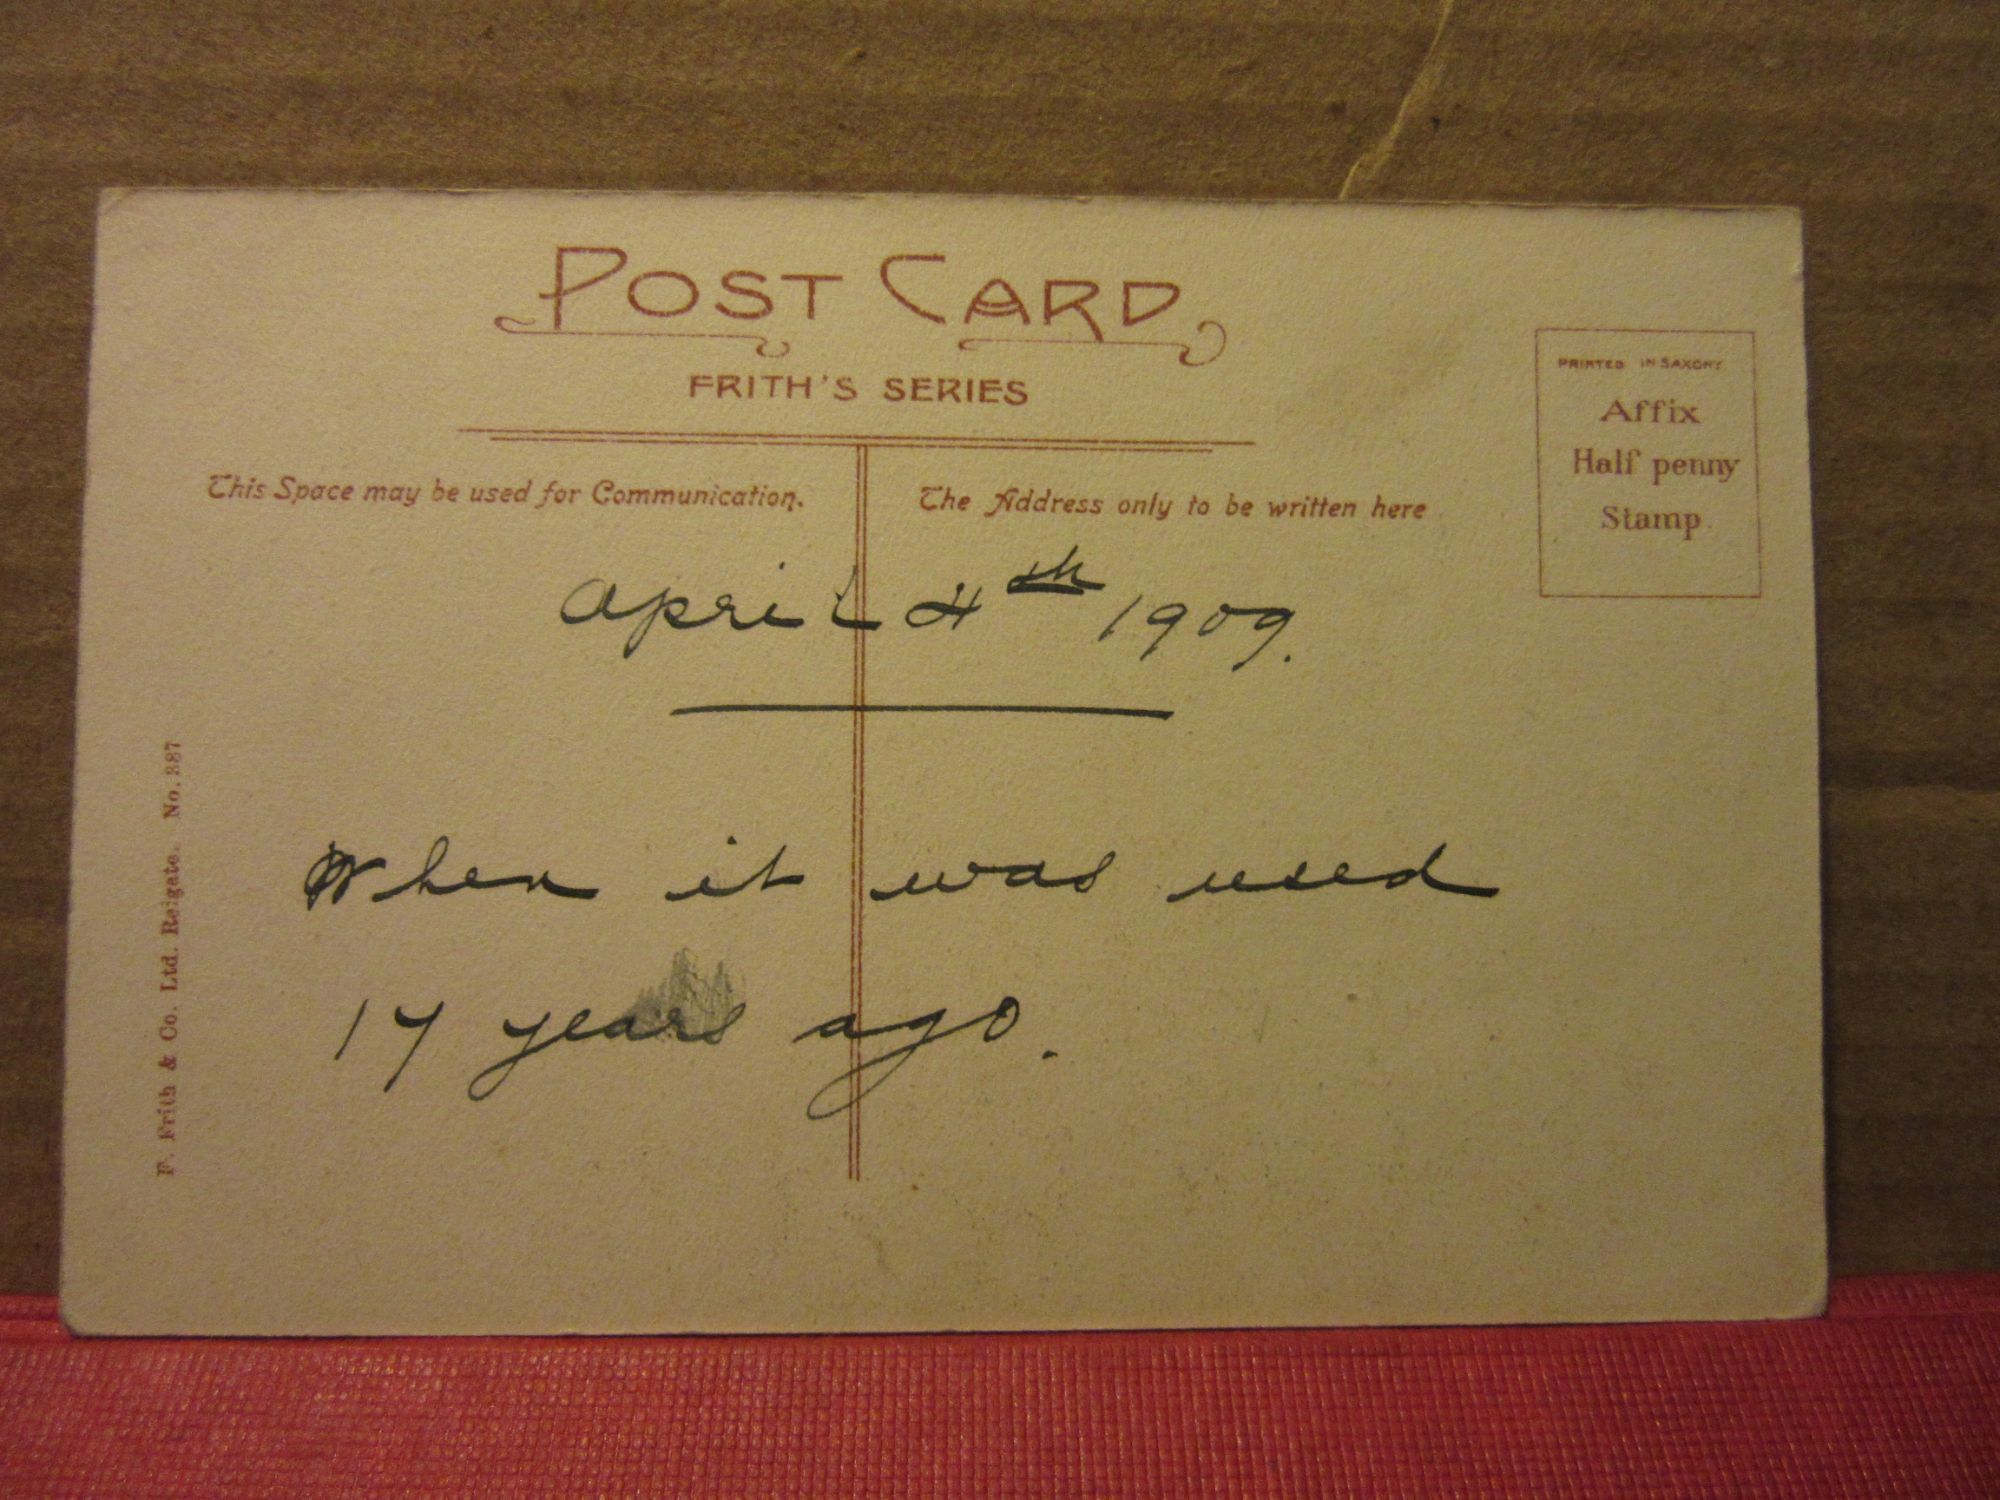 POST CARD
FRITH'S SERIES
This Space may be used for Communication.
The Address only to be written here
PRINTED IN SAXONY
Affix
Half penny
Stamp
April 4th 1909.
When it was used
17 years ago.
F. Frith & Co. Ltd. Reigate. No. 387